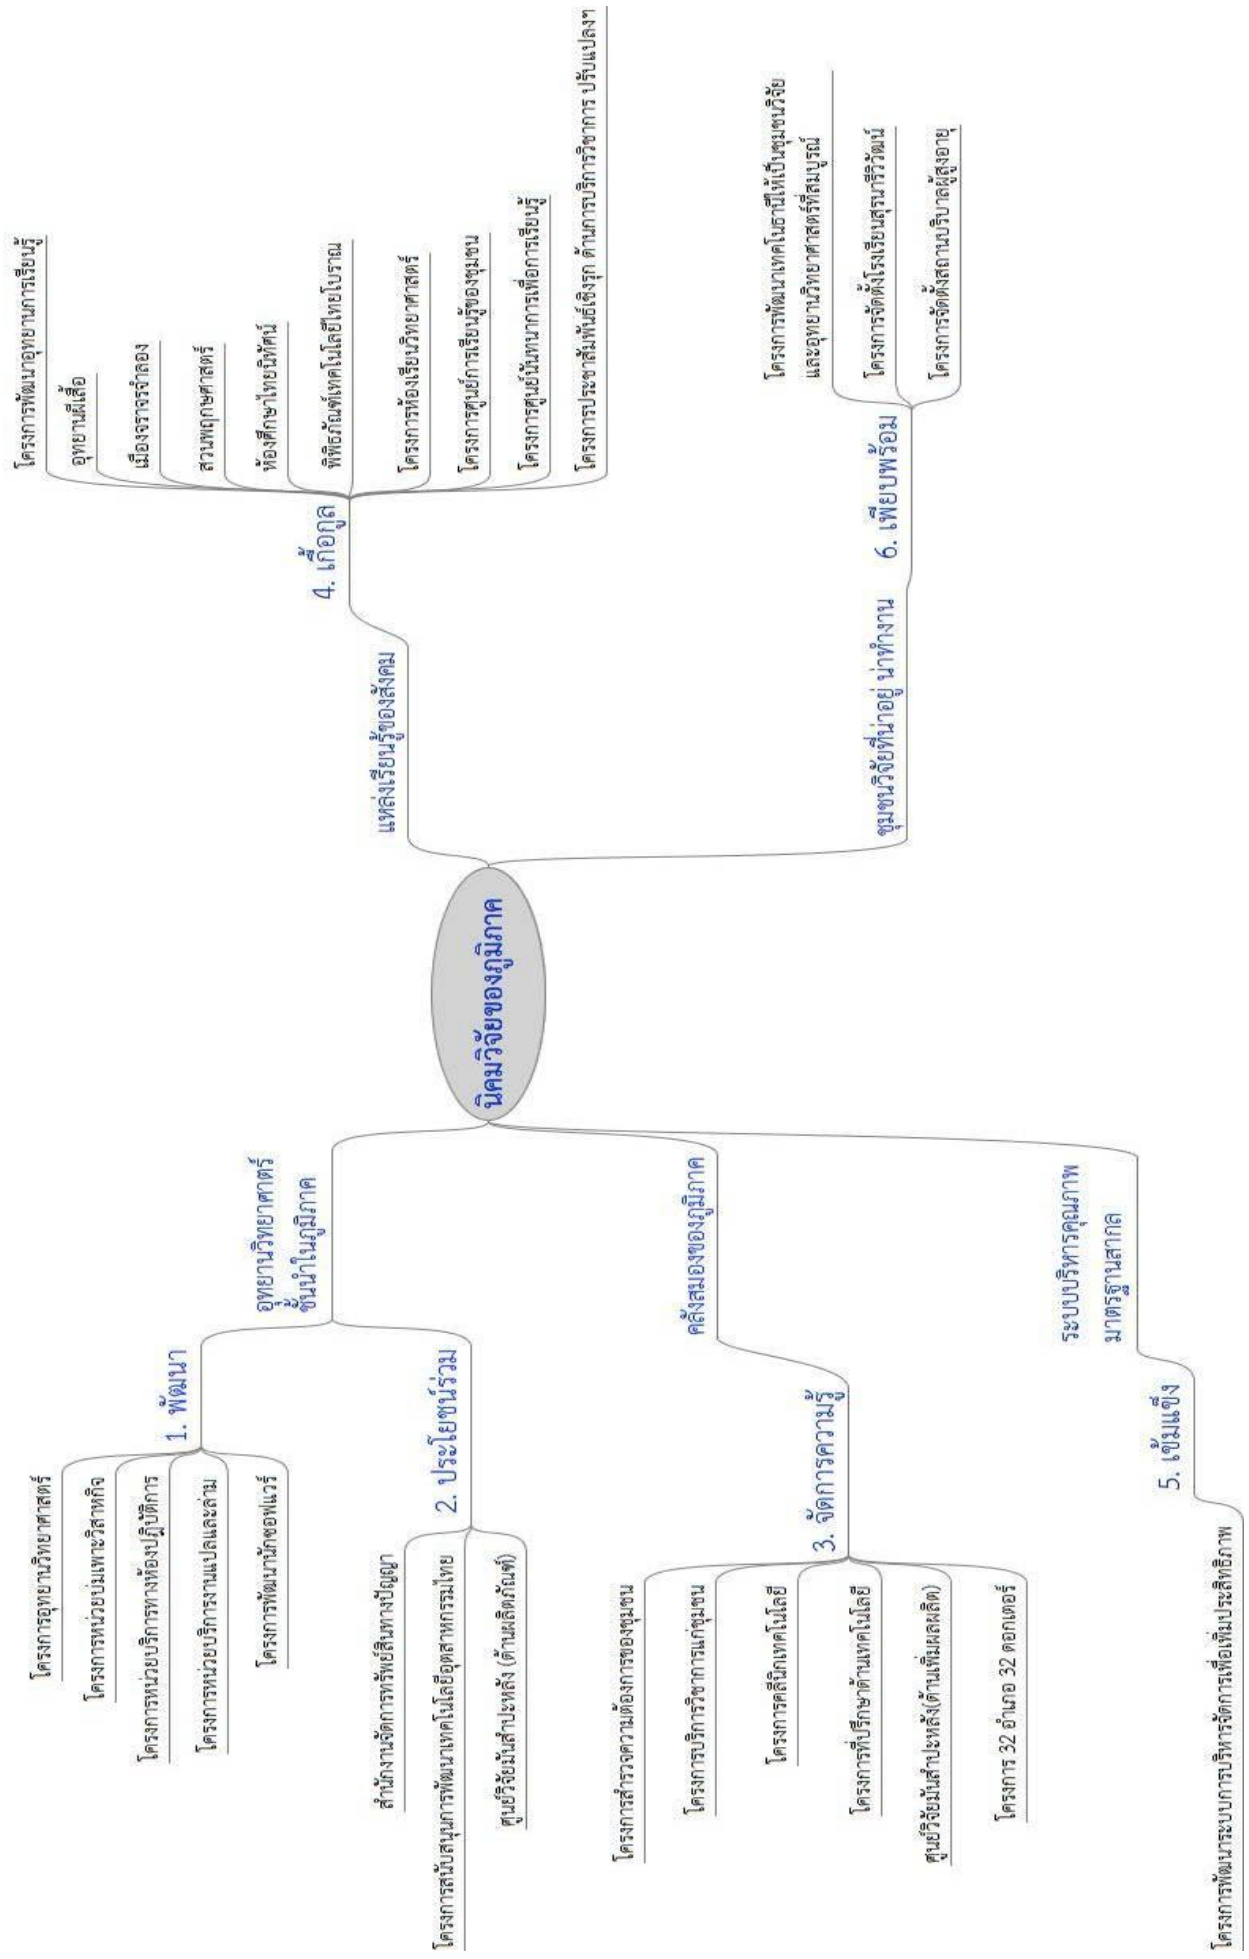 นิคมวิจัยของภูมิภาค
อุทยานวิทยาศาตร์
ชั้นนำในภูมิภาค
1. พัฒนา
โครงการอุทยานวิทยาศาสตร์
โครงการหน่วยบ่มเพาะวิสาหกิจ
โครงการหน่วยบริการทางห้องปฏิบัติการ
โครงการหน่วยบริการงานแปลและล่าม
โครงการพัฒนานักซอฟแวร์
2. ประโยชน์ร่วม
สำนักงานจัดการทรัพย์สินทางปัญญา
โครงการสนับสนุนการพัฒนาเทคโนโลยีอุตสาหกรรมไทย
ศูนย์วิจัยมันสำปะหลัง (ด้านผลิตภัณฑ์)
คลังสมองของภูมิภาค
3. จัดการความรู้
โครงการสำรวจความต้องการของชุมชน
โครงการบริการวิชาการแก่ชุมชน
โครงการคลีนิกเทคโนโลยี
โครงการที่ปรึกษาด้านเทคโนโลยี
ศูนย์วิจัยมันสำปะหลัง(ด้านเพิ่มผลผลิต)
โครงการ 32 อำเภอ 32 ดอกเตอร์
ระบบบริหารคุณภาพ
มาตรฐานสากล
5. เข้มแข็ง
โครงการพัฒนาระบบการบริหารจัดการเพื่อเพิ่มประสิทธิภาพ
แหล่งเรียนรู้ของสังคม
4. เกื้อกูล
โครงการพัฒนาอุทยานการเรียนรู้
อุทยานผีเสื้อ
เมืองจราจรจำลอง
สวนพฤกษศาสตร์
ห้องศึกษาไทยนิทัศน์
พิพิธภัณฑ์เทคโนโลยีไทยโบราณ
โครงการห้องเรียนวิทยาศาสตร์
โครงการศูนย์การเรียนรู้ของชุมชน
โครงการศูนย์นันทนาการเพื่อการเรียนรู้
โครงการประชาสัมพันธ์เชิงรุก ด้านการบริการวิชาการ ปรับแปลงฯ
ชุมชนวิจัยที่น่าอยู่ น่าทำงาน
6. เพียบพร้อม
โครงการพัฒนาเทคโนธานีให้เป็นชุมชนวิจัย
และอุทยานวิทยาศาสตร์ที่สมบูรณ์
โครงการจัดตั้งโรงเรียนสุรนารีวิวัฒน์
โครงการจัดตั้งสถานบริบาลผู้สูงอายุ